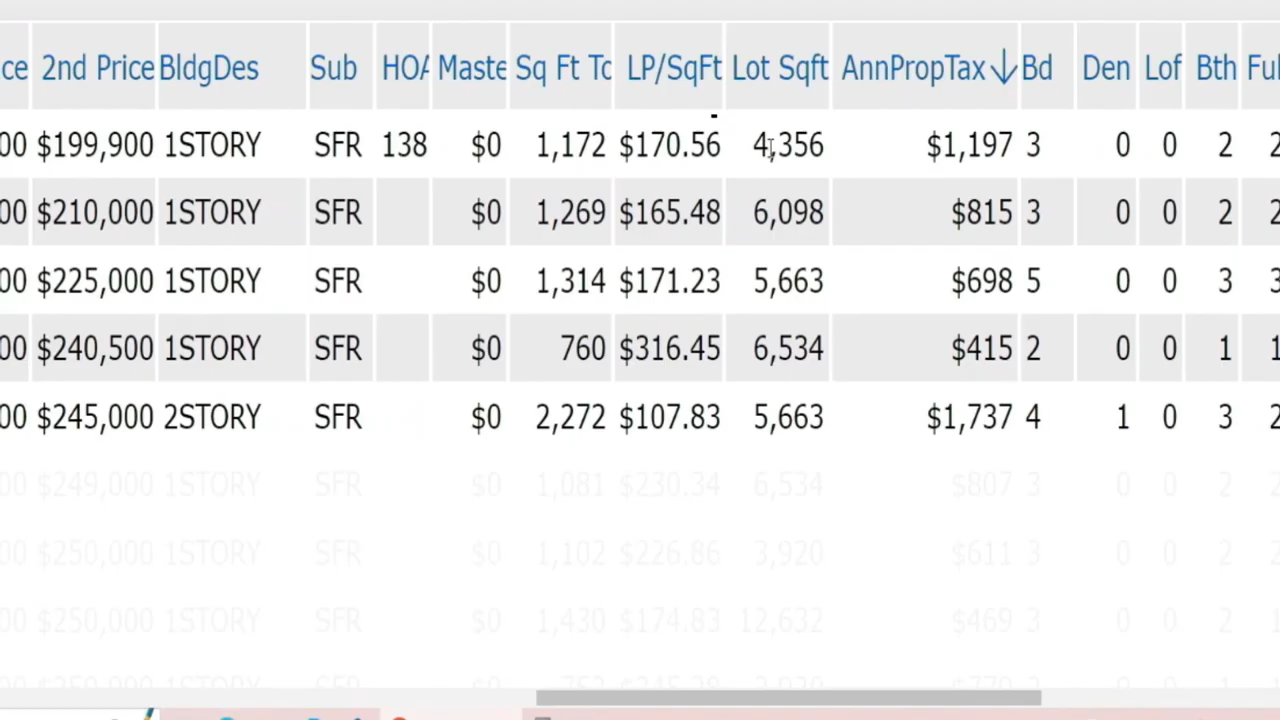 ce 2nd Price BldgDes Sub HOA Maste Sq Ft To LP/SqFt Lot Sqft AnnPropTax↓ Bd Den Lof Bth Ful
00 $199,900 1STORY SFR 138 $0 1,172 $170.56 4,356 $1,197 3 0 0 2 2
00 $210,000 1STORY SFR $0 1,269 $165.48 6,098 $815 3 0 0 2 2
00 $225,000 1STORY SFR $0 1,314 $171.23 5,663 $698 5 0 0 3 3
00 $240,500 1STORY SFR $0 760 $316.45 6,534 $415 2 0 0 1 1
00 $245,000 2STORY SFR $0 2,272 $107.83 5,663 $1,737 4 1 0 3 2
00 $249,000 1STORY SFR $0 1,081 $230.34 6,534 $807 3 0 0 2 2
00 $250,000 1STORY SFR $0 1,102 $226.86 3,920 $611 3 0 0 2 2
00 $250,000 1STORY SFR $0 1,430 $174.83 12,632 $469 3 0 0 2 1